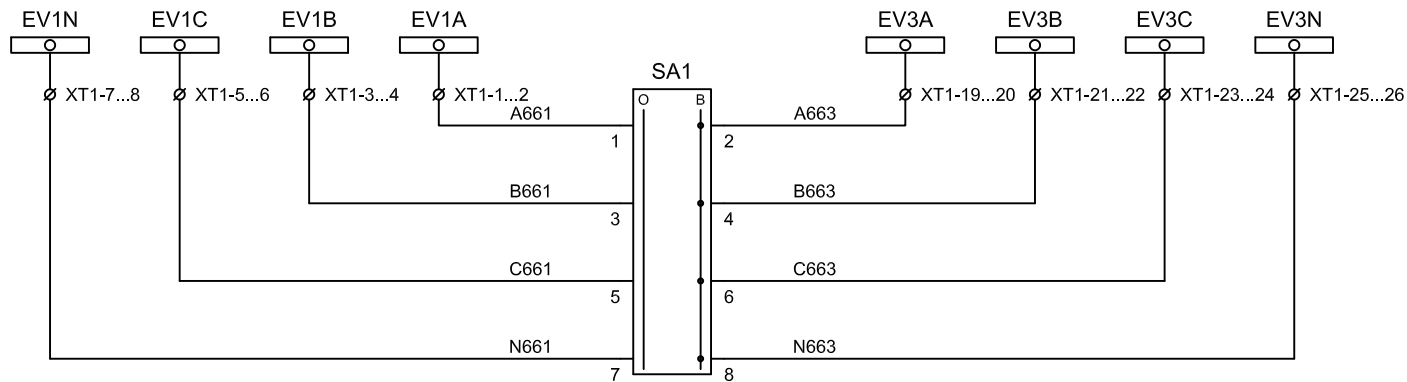 EV1N EV1C EV1B EV1A EV3A EV3B EV3C EV3N
SA1
XT1-7...8 XT1-5...6 XT1-3...4 XT1-1...2 O B XT1-19...20 XT1-21...22 XT1-23...24 XT1-25...26
A661 A663
1 2
B661 B663
3 4
C661 C663
5 6
N661 N663
7 8